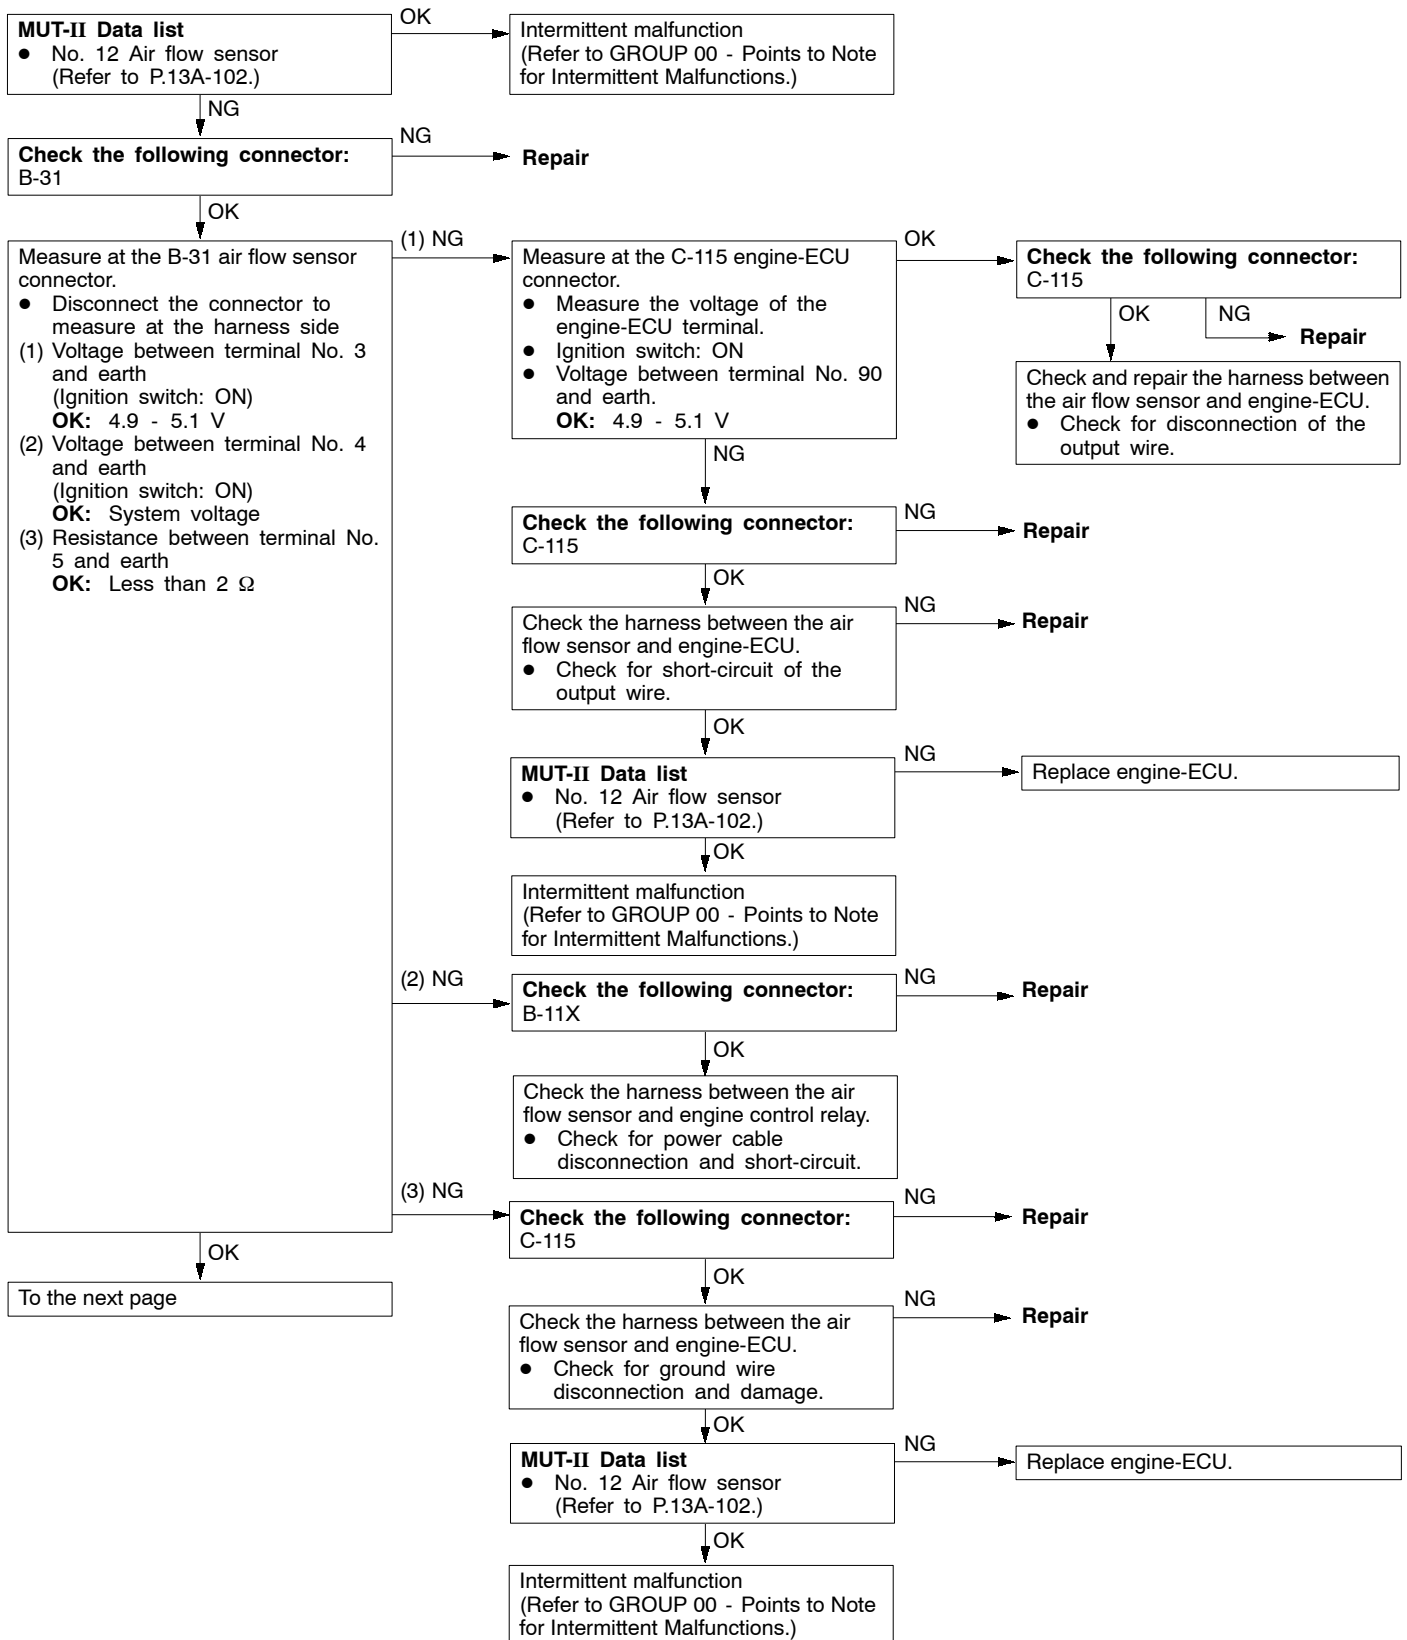 MUT-II Data list
● No. 12 Air flow sensor
(Refer to P.13A-102.)
OK
Intermittent malfunction
(Refer to GROUP 00 - Points to Note
for Intermittent Malfunctions.)
NG
Check the following connector:
B-31
NG
Repair
OK
Measure at the B-31 air flow sensor
connector.
● Disconnect the connector to
measure at the harness side
(1) Voltage between terminal No. 3
and earth
(Ignition switch: ON)
OK: 4.9 - 5.1 V
(2) Voltage between terminal No. 4
and earth
(Ignition switch: ON)
OK: System voltage
(3) Resistance between terminal No.
5 and earth
OK: Less than 2 Ω
(1) NG
Measure at the C-115 engine-ECU
connector.
● Measure the voltage of the
engine-ECU terminal.
● Ignition switch: ON
● Voltage between terminal No. 90
and earth.
OK: 4.9 - 5.1 V
OK
Check the following connector:
C-115
OK
NG
Repair
Check and repair the harness between
the air flow sensor and engine-ECU.
● Check for disconnection of the
output wire.
NG
Check the following connector:
C-115
NG
Repair
OK
Check the harness between the air
flow sensor and engine-ECU.
● Check for short-circuit of the
output wire.
NG
Repair
OK
MUT-II Data list
● No. 12 Air flow sensor
(Refer to P.13A-102.)
NG
Replace engine-ECU.
OK
Intermittent malfunction
(Refer to GROUP 00 - Points to Note
for Intermittent Malfunctions.)
(2) NG
Check the following connector:
B-11X
NG
Repair
OK
Check the harness between the air
flow sensor and engine control relay.
● Check for power cable
disconnection and short-circuit.
(3) NG
Check the following connector:
C-115
NG
Repair
OK
To the next page
OK
Check the harness between the air
flow sensor and engine-ECU.
● Check for ground wire
disconnection and damage.
NG
Repair
OK
MUT-II Data list
● No. 12 Air flow sensor
(Refer to P.13A-102.)
NG
Replace engine-ECU.
OK
Intermittent malfunction
(Refer to GROUP 00 - Points to Note
for Intermittent Malfunctions.)